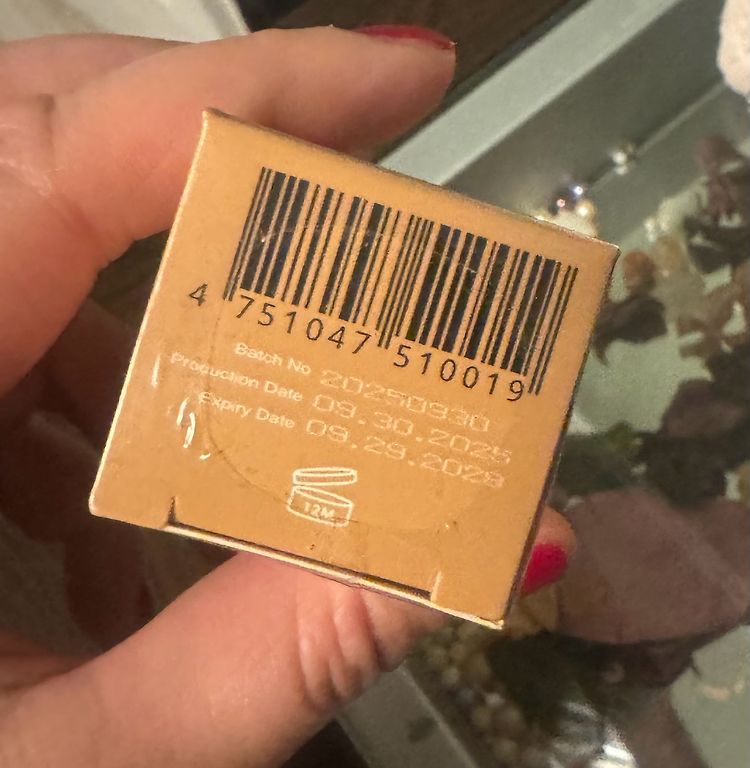 4 751047 510019
Batch No 20250930
Production Date 09.30.2025
Expiry Date 09.29.2028
12M